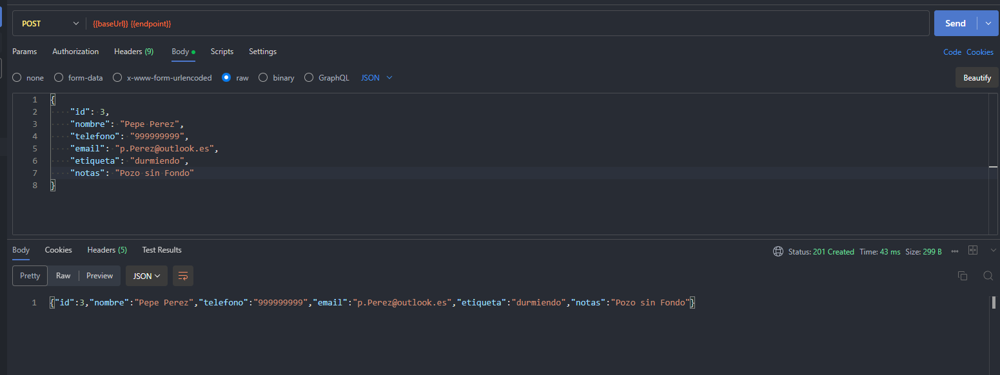 POST {{baseUrl}} {{endpoint}} Send
Params Authorization Headers (9) Body Scripts Settings Code Cookies
none form-data x-www-form-urlencoded raw binary GraphQL JSON Beautify
1 {
2 "id": 3,
3 "nombre": "Pepe Perez",
4 "telefono": "999999999",
5 "email": "p.Perez@outlook.es",
6 "etiqueta": "durmiendo",
7 "notas": "Pozo sin Fondo"
8 }
Body Cookies Headers (5) Test Results Status: 201 Created Time: 43 ms Size: 299 B
Pretty Raw Preview JSON
1 {"id":3,"nombre":"Pepe Perez","telefono":"999999999","email":"p.Perez@outlook.es","etiqueta":"durmiendo","notas":"Pozo sin Fondo"}